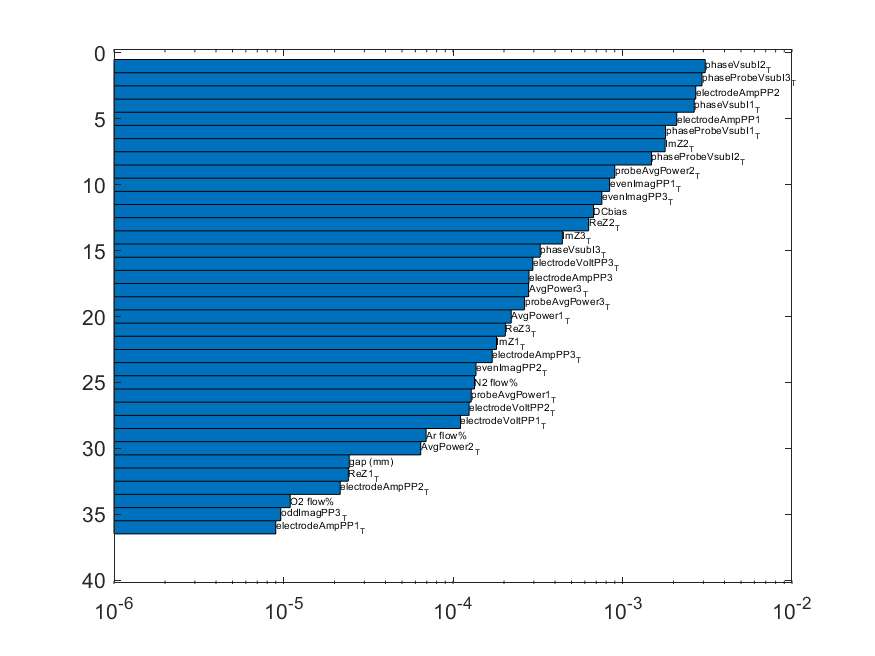 0
phaseVsubI2_T
phaseProbeVsubI3_T
electrodeAmpPP2
phaseVsubI1_T
5
electrodeAmpPP1
phaseProbeVsubI1_T
ImZ2_T
phaseProbeVsubI2_T
probeAvgPower2_T
10
evenImagPP1_T
evenImagPP3_T
DCbias
ReZ2_T
ImZ3_T
15
phaseVsubI3_T
electrodeVoltPP3_T
electrodeAmpPP3
AvgPower3_T
probeAvgPower3_T
20
AvgPower1_T
ReZ3_T
ImZ1_T
electrodeAmpPP3_T
evenImagPP2_T
25
N2 flow%
probeAvgPower1_T
electrodeVoltPP2_T
electrodeVoltPP1_T
Ar flow%
30
AvgPower2_T
gap (mm)
ReZ1_T
electrodeAmpPP2_T
O2 flow%
35
oddImagPP3_T
electrodeAmpPP1_T
40
10^-6 10^-5 10^-4 10^-3 10^-2